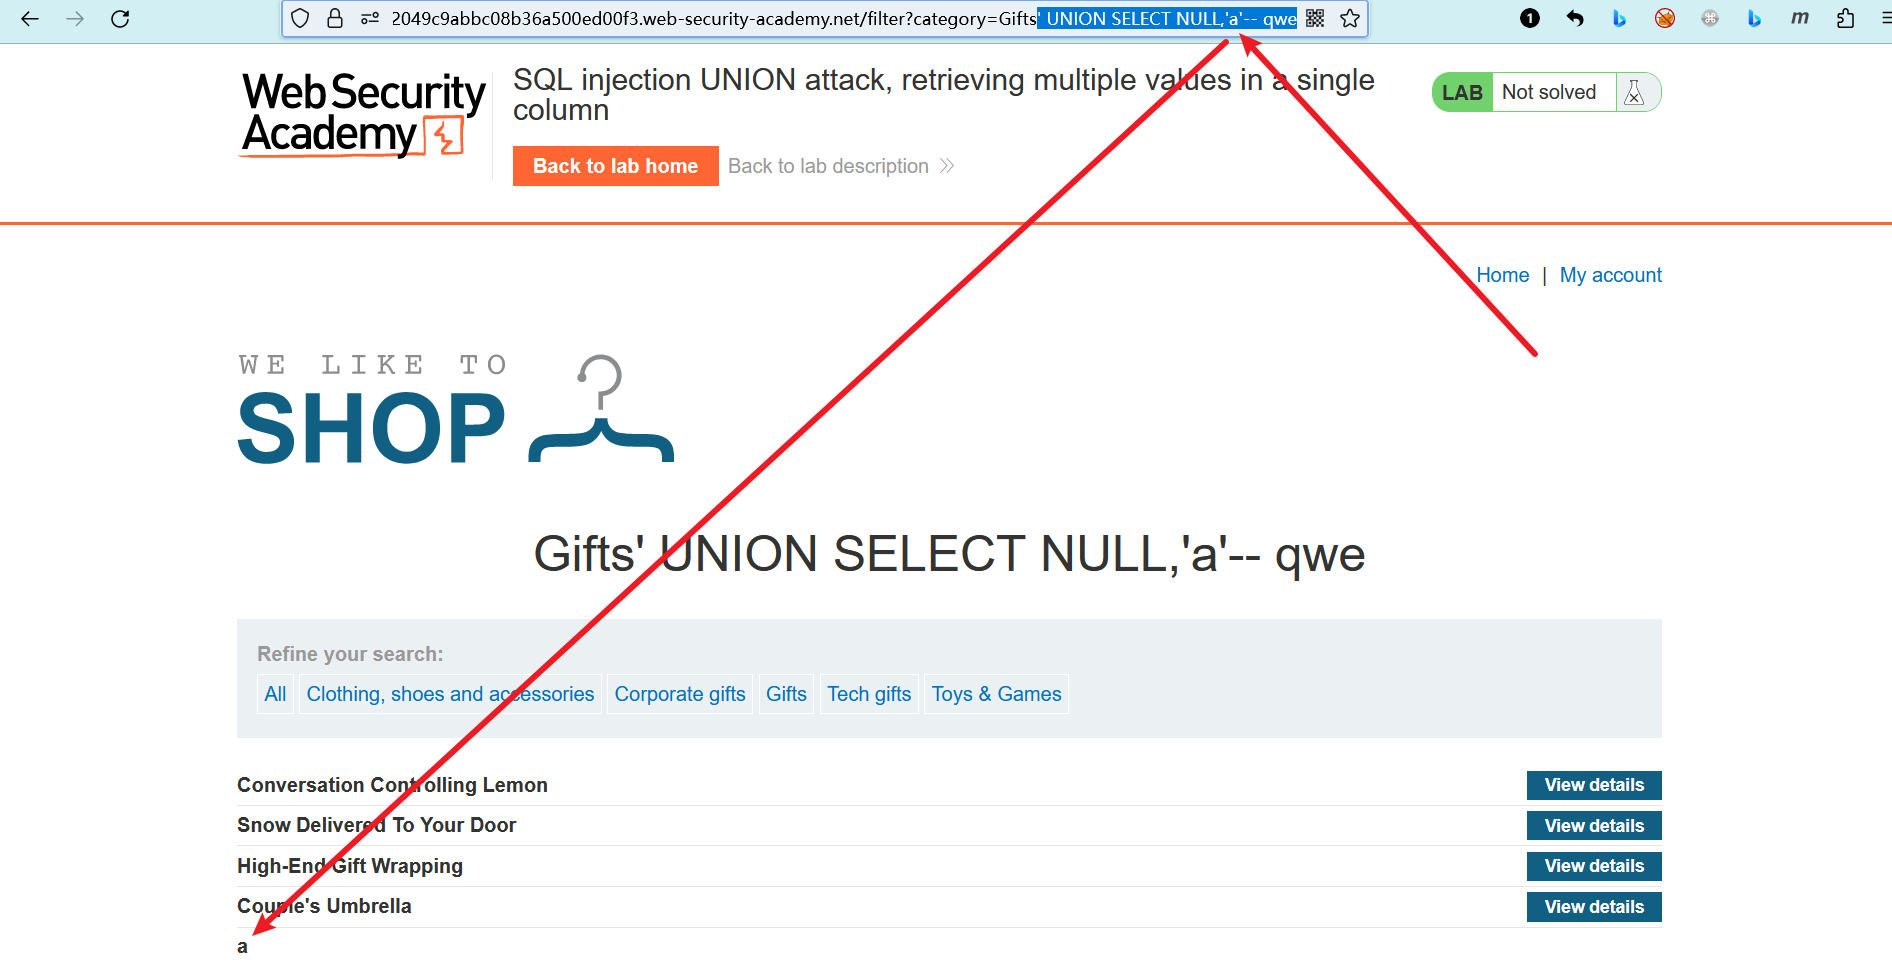 2049c9abbc08b36a500ed00f3.web-security-academy.net/filter?category=Gifts' UNION SELECT NULL,'a'-- qwe
1
m
Web Security
Academy
SQL injection UNION attack, retrieving multiple values in a single
column
LAB Not solved
Back to lab home Back to lab description
Home | My account
WE LIKE TO
SHOP
Gifts' UNION SELECT NULL,'a'-- qwe
Refine your search:
All Clothing, shoes and accessories Corporate gifts Gifts Tech gifts Toys & Games
Conversation Controlling Lemon View details
Snow Delivered To Your Door View details
High-End Gift Wrapping View details
Couple's Umbrella View details
a